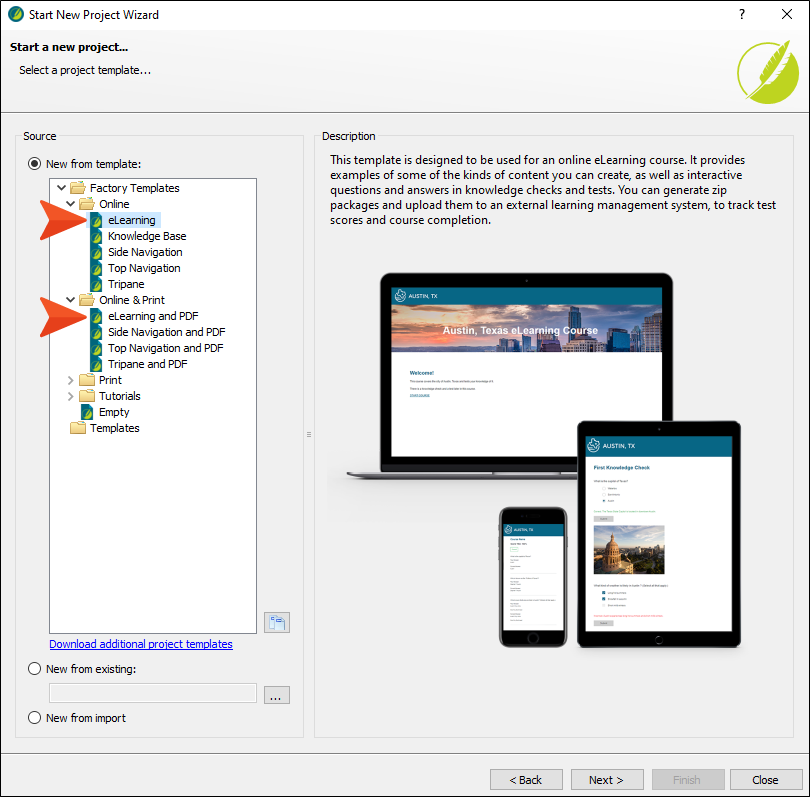 Start New Project Wizard
?
Start a new project...
Select a project template...
Source
New from template:
Factory Templates
Online
eLearning
Knowledge Base
Side Navigation
Top Navigation
Tripane
Online & Print
eLearning and PDF
Side Navigation and PDF
Top Navigation and PDF
Tripane and PDF
Print
Tutorials
Empty
Templates
Download additional project templates
New from existing:
...
New from import
Description
This template is designed to be used for an online eLearning course. It provides
examples of some of the kinds of content you can create, as well as interactive
questions and answers in knowledge checks and tests. You can generate zip
packages and upload them to an external learning management system, to track test
scores and course completion.
AUSTIN, TX
Austin, Texas eLearning Course
Welcome!
AUSTIN, TX
First Knowledge Check
AUSTIN, TX
< Back
Next >
Finish
Close